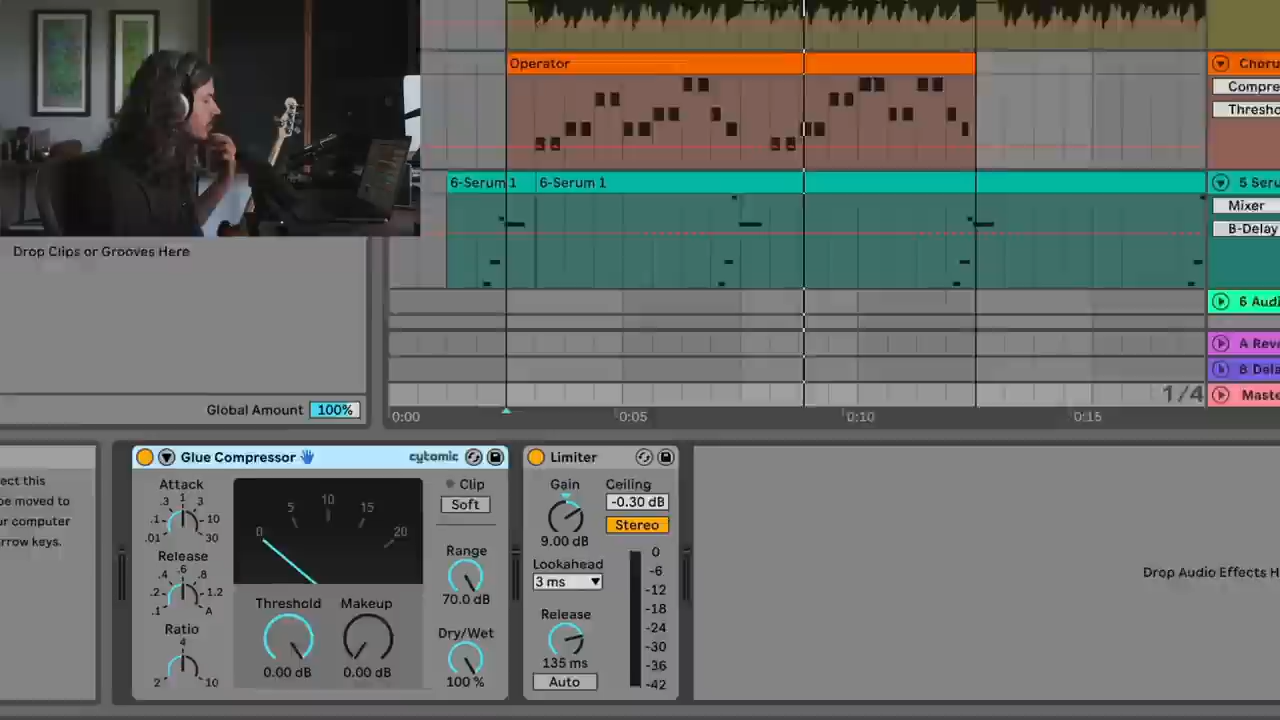 Operator
Choru
Compre
Thresho
6-Serum 1
6-Serum 1
5 Seru
Mixer
B-Delay
Drop Clips or Grooves Here
6 Audi
A Reve
B Dela
Global Amount 100%
1/4
Maste
0:00
0:05
0:10
0:15
Glue Compressor
cytomic
Limiter
ect this
be moved to
ur computer
rrow keys.
Attack
.01 .1 .3 1 3 10 30
Release
.1 .2 .4 .6 .8 1.2 A
Ratio
2 4 10
0 5 10 15 20
Threshold
0.00 dB
Makeup
0.00 dB
Clip
Soft
Range
70.0 dB
Dry/Wet
100 %
Gain
9.00 dB
Ceiling
-0.30 dB
Stereo
Lookahead
3 ms
Release
135 ms
Auto
0
-6
-12
-18
-24
-30
-36
-42
Drop Audio Effects H